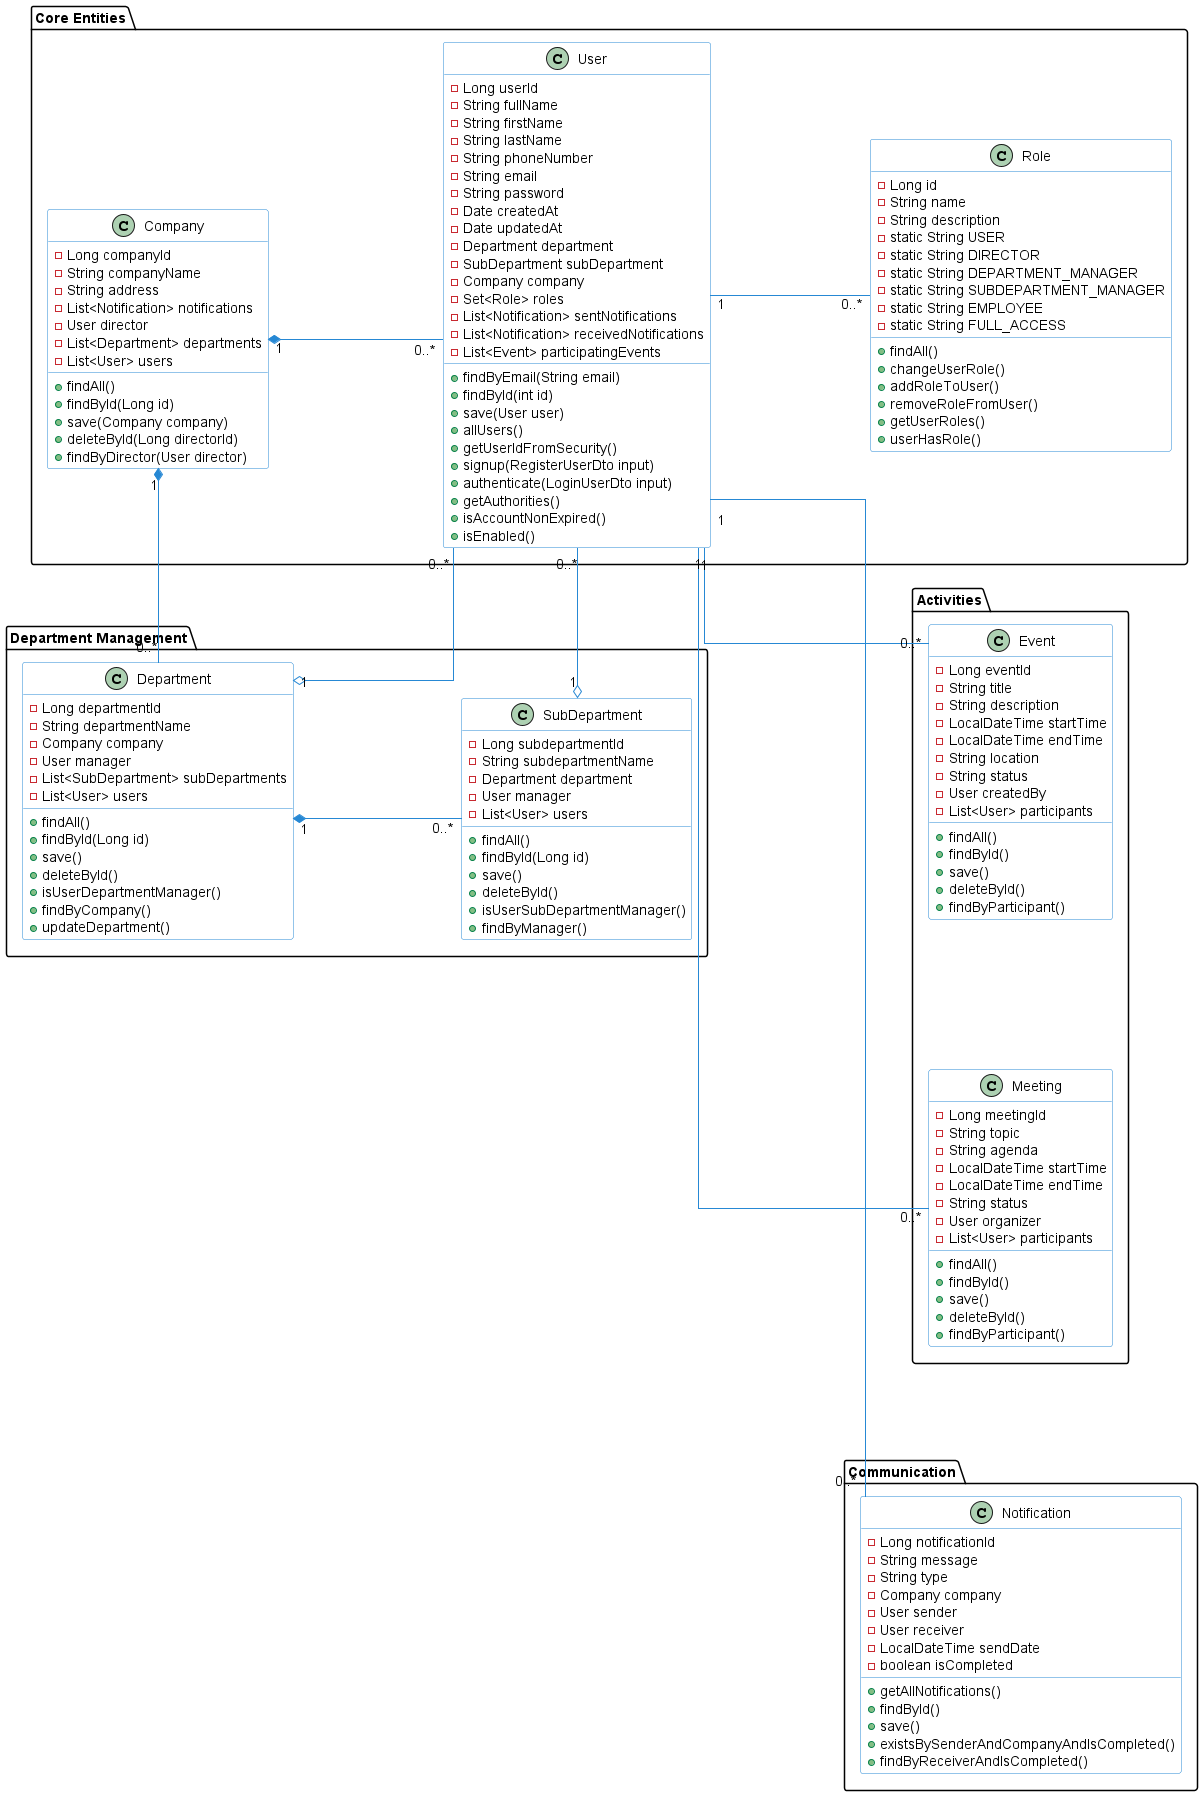 Core Entities
C User
Long userId
String fullName
String firstName
String lastName
String phoneNumber
String email
String password
Date createdAt
Date updatedAt
Department department
SubDepartment subDepartment
Company company
Set<Role> roles
List<Notification> sentNotifications
List<Notification> receivedNotifications
List<Event> participatingEvents
findByEmail(String email)
findById(int id)
save(User user)
allUsers()
getUserIdFromSecurity()
signup(RegisterUserDto input)
authenticate(LoginUserDto input)
getAuthorities()
isAccountNonExpired()
isEnabled()
C Role
Long id
String name
String description
static String USER
static String DIRECTOR
static String DEPARTMENT_MANAGER
static String SUBDEPARTMENT_MANAGER
static String EMPLOYEE
static String FULL_ACCESS
findAll()
changeUserRole()
addRoleToUser()
removeRoleFromUser()
getUserRoles()
userHasRole()
C Company
Long companyId
String companyName
String address
List<Notification> notifications
User director
List<Department> departments
List<User> users
findAll()
findById(Long id)
save(Company company)
deleteById(Long directorId)
findByDirector(User director)
1
0..*
1
0..*
1
1
0..*
0..*
1
1
Department Management
0..*
C Department
Long departmentId
String departmentName
Company company
User manager
List<SubDepartment> subDepartments
List<User> users
findAll()
findById(Long id)
save()
deleteById()
isUserDepartmentManager()
findByCompany()
updateDepartment()
1
1
1
0..*
C SubDepartment
Long subdepartmentId
String subdepartmentName
Department department
User manager
List<User> users
findAll()
findById(Long id)
save()
deleteById()
isUserSubDepartmentManager()
findByManager()
Activities
0..*
C Event
Long eventId
String title
String description
LocalDateTime startTime
LocalDateTime endTime
String location
String status
User createdBy
List<User> participants
findAll()
findById()
save()
deleteById()
findByParticipant()
C Meeting
Long meetingId
String topic
String agenda
LocalDateTime startTime
LocalDateTime endTime
String status
User organizer
List<User> participants
findAll()
findById()
save()
deleteById()
findByParticipant()
0..*
Communication
0..*
C Notification
Long notificationId
String message
String type
Company company
User sender
User receiver
LocalDateTime sendDate
boolean isCompleted
getAllNotifications()
findById()
save()
existsBySenderAndCompanyAndIsCompleted()
findByReceiverAndIsCompleted()